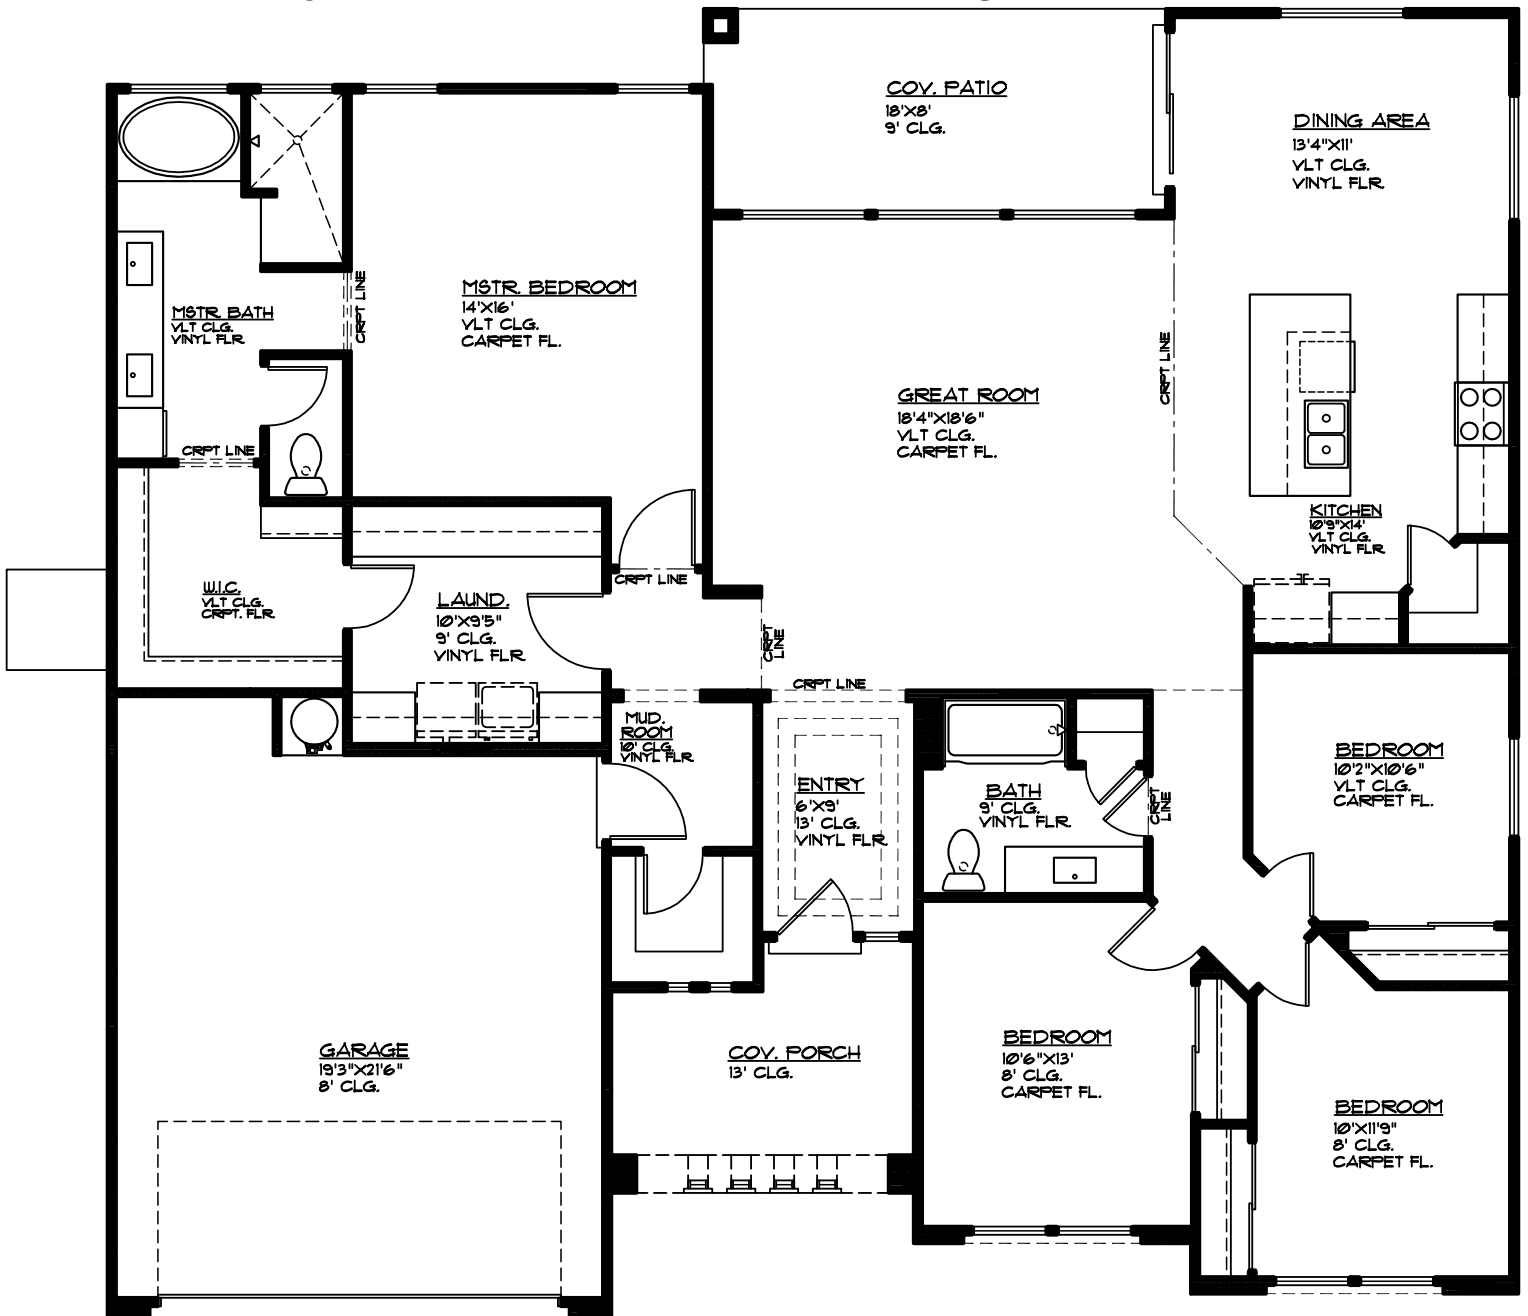 COV. PATIO
18'X8'
9' CLG.
DINING AREA
13'4"X11'
VLT CLG.
VINYL FLR.
MSTR. BATH
VLT CLG.
VINYL FLR.
CRPT LINE
MSTR. BEDROOM
14'X16'
VLT CLG.
CARPET FL.
GREAT ROOM
18'4"X18'6"
VLT CLG.
CARPET FL.
CRPT LINE
KITCHEN
10'9"X14'
VLT CLG.
VINYL FLR.
CRPT LINE
W.I.C.
VLT CLG.
CRPT. FLR.
LAUND.
10'X9'5"
9' CLG.
VINYL FLR.
CRPT LINE
CRPT
LINE
CRPT LINE
MUD.
ROOM
10' CLG.
VINYL FLR.
ENTRY
6'X9'
13' CLG.
VINYL FLR.
BATH
9' CLG.
VINYL FLR.
CRPT
LINE
BEDROOM
10'2"X10'6"
VLT CLG.
CARPET FL.
GARAGE
19'3"X21'6"
8' CLG.
COV. PORCH
13' CLG.
BEDROOM
10'6"X13'
8' CLG.
CARPET FL.
BEDROOM
10'X11'9"
8' CLG.
CARPET FL.